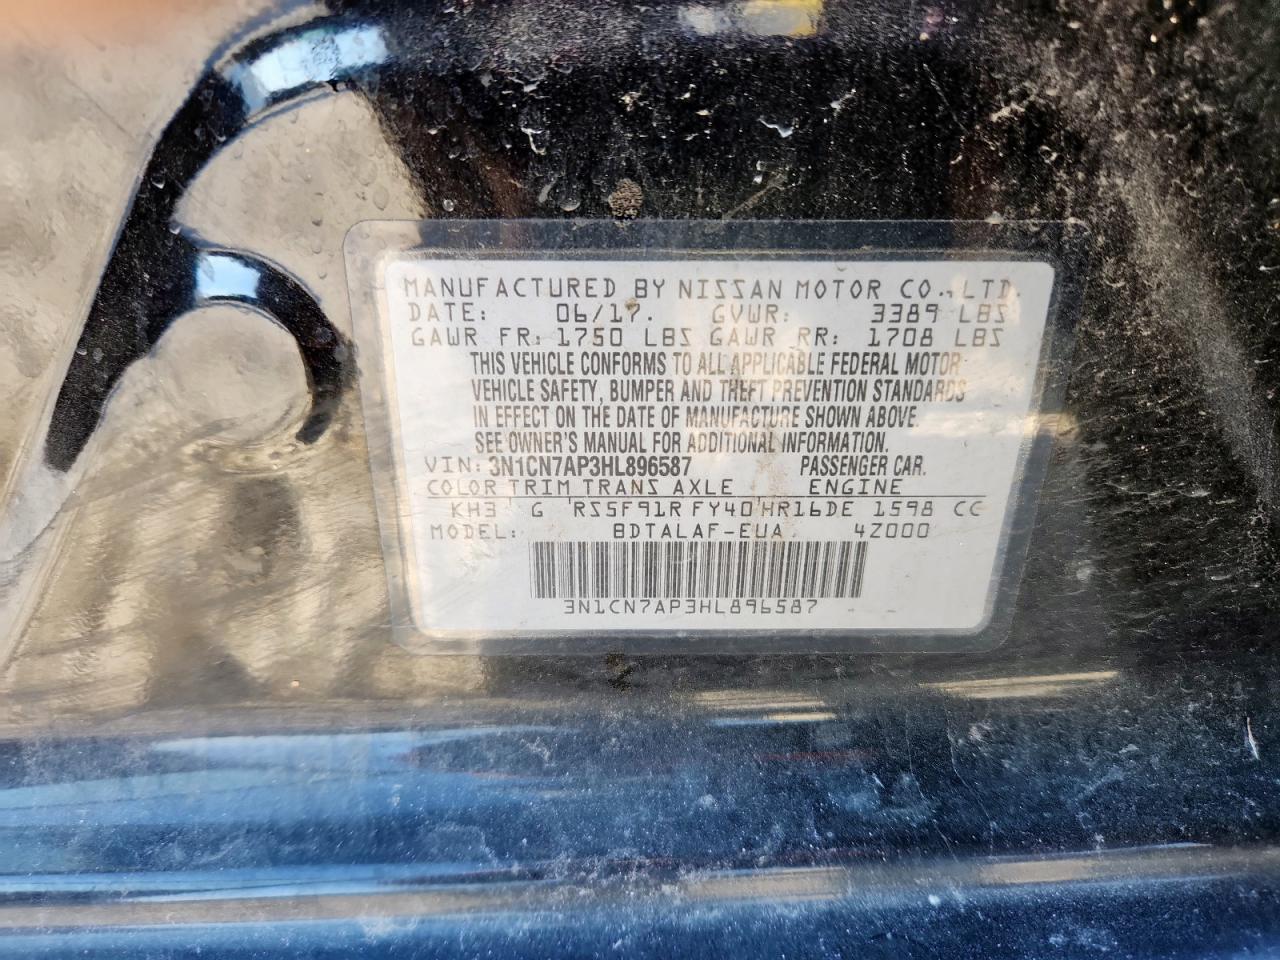 MANUFACTURED BY NISSAN MOTOR CO., LTD.
DATE: 06/17. GVWR: 3389 LBS
GAWR FR: 1750 LBS GAWR RR: 1708 LBS
THIS VEHICLE CONFORMS TO ALL APPLICABLE FEDERAL MOTOR
VEHICLE SAFETY, BUMPER AND THEFT PREVENTION STANDARDS
IN EFFECT ON THE DATE OF MANUFACTURE SHOWN ABOVE.
SEE OWNER'S MANUAL FOR ADDITIONAL INFORMATION.
VIN: 3N1CN7AP3HL896587 PASSENGER CAR.
COLOR TRIM TRANS AXLE ENGINE
KH3 G 'RS5F91R FY40'HR16DE 1598 CC
MODEL: BDTALAF-EUA 4Z000
3N1CN7AP3HL896587